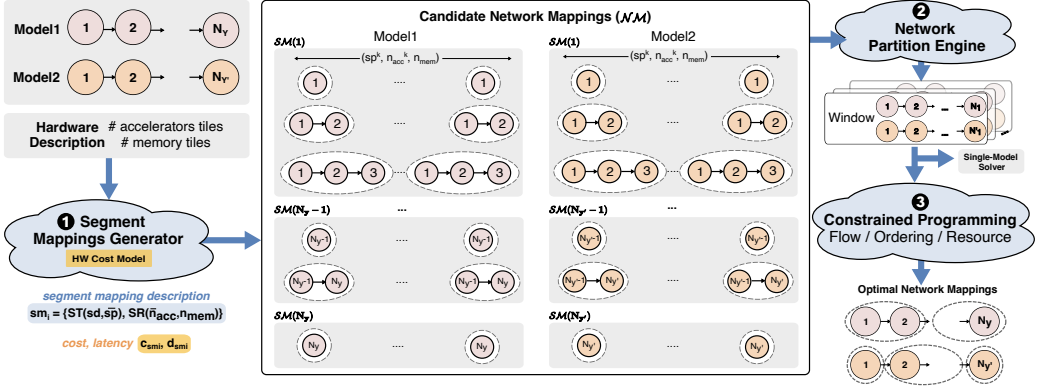 Model1 1 2 N_Y
Model2 1 2 N_Y'
Hardware # accelerators tiles
Description # memory tiles
❶ Segment
Mappings Generator
HW Cost Model
segment mapping description
sm_i = {ST(sd,s̄p̄), SR(n̄_acc,n_mem)}
cost, latency c_smi, d_smi
Candidate Network Mappings (𝒩ℳ)
Model1
𝒮ℳ(1)
(sp^k, n_acc^k, n_mem)
1 .... 1
1 2 .... 1 2
1 2 3 .... 1 2 3
...
𝒮ℳ(N_y − 1)
N_y-1 .... N_y-1
N_y-1 N_y .... N_y-1 N_y
𝒮ℳ(N_y)
N_y .... N_y
Model2
𝒮ℳ(1)
(sp^k, n_acc^k, n_mem)
1 .... 1
1 2 .... 1 2
1 2 3 .... 1 2 3
...
𝒮ℳ(N_y' − 1)
N_y'-1 .... N_y'-1
N_y'-1 N_y' .... N_y'-1 N_y'
𝒮ℳ(N_y')
N_y' .... N_y'
❷
Network
Partition Engine
Window
1 2 ... N_1
1 2 ... N'_1
Single-Model
Solver
❸
Constrained Programming
Flow / Ordering / Resource
Optimal Network Mappings
1 2 N_y
1 2 N_y'